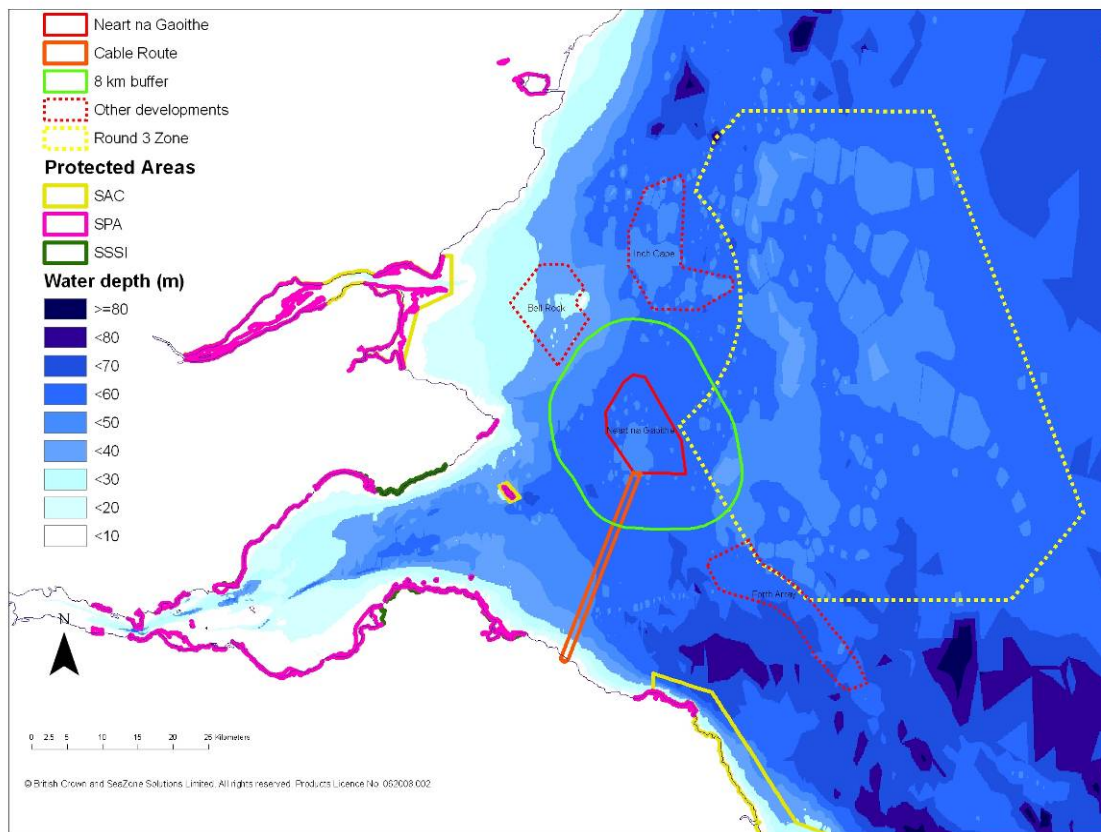 Neart na Gaoithe
Cable Route
8 km buffer
Other developments
Round 3 Zone
Protected Areas
SAC
SPA
SSSI
Water depth (m)
>=80
<80
<70
<60
<50
<40
<30
<20
<10
Inch Cape
Bell Rock
Neart na Gaoithe
Forth Array
N
0 2.5 5 10 15 20 25 Kilometers
© British Crown and SeaZone Solutions Limited. All rights reserved. Products Licence No. 062008.002